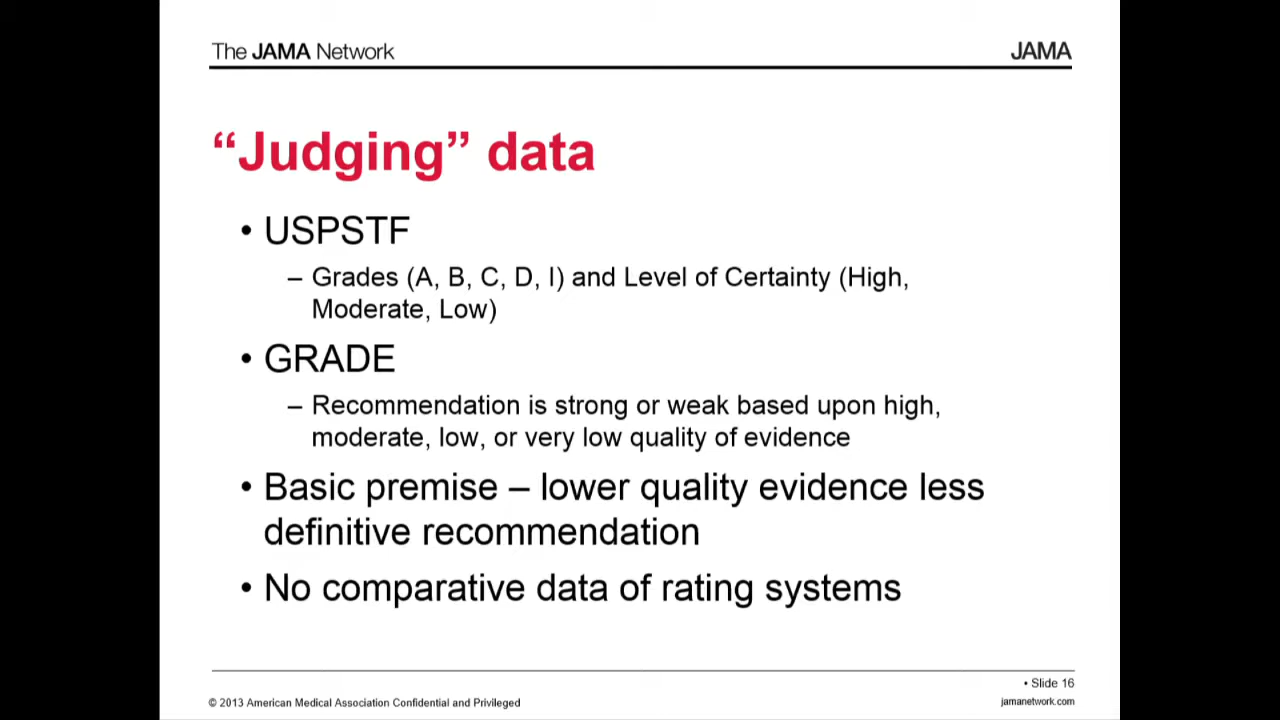 The JAMA Network
JAMA
“Judging” data
• USPSTF
– Grades (A, B, C, D, I) and Level of Certainty (High,
Moderate, Low)
• GRADE
– Recommendation is strong or weak based upon high,
moderate, low, or very low quality of evidence
• Basic premise – lower quality evidence less
definitive recommendation
• No comparative data of rating systems
• Slide 16
© 2013 American Medical Association Confidential and Privileged
jamanetwork.com